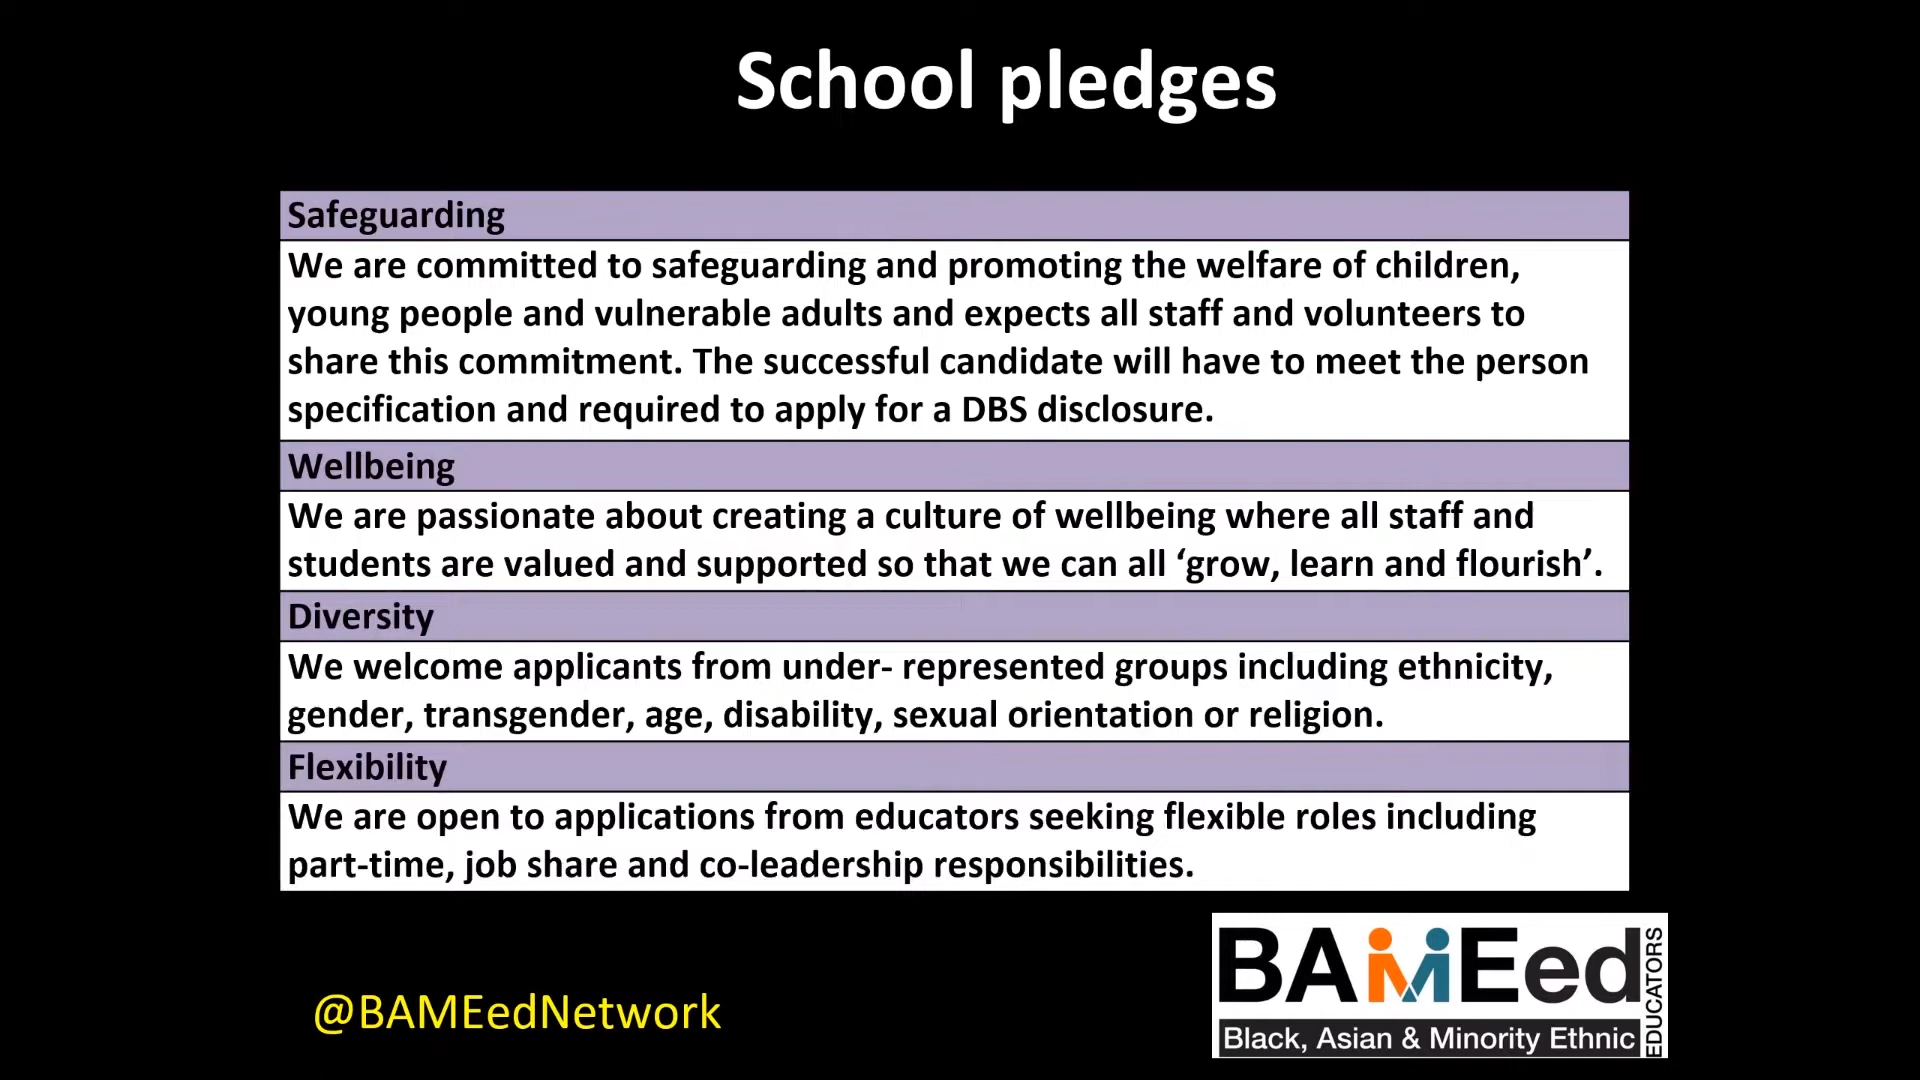 School pledges
Safeguarding
We are committed to safeguarding and promoting the welfare of children,
young people and vulnerable adults and expects all staff and volunteers to
share this commitment. The successful candidate will have to meet the person
specification and required to apply for a DBS disclosure.
Wellbeing
We are passionate about creating a culture of wellbeing where all staff and
students are valued and supported so that we can all ‘grow, learn and flourish’.
Diversity
We welcome applicants from under- represented groups including ethnicity,
gender, transgender, age, disability, sexual orientation or religion.
Flexibility
We are open to applications from educators seeking flexible roles including
part-time, job share and co-leadership responsibilities.
@BAMEedNetwork
BAMEed
Black, Asian & Minority Ethnic
EDUCATORS